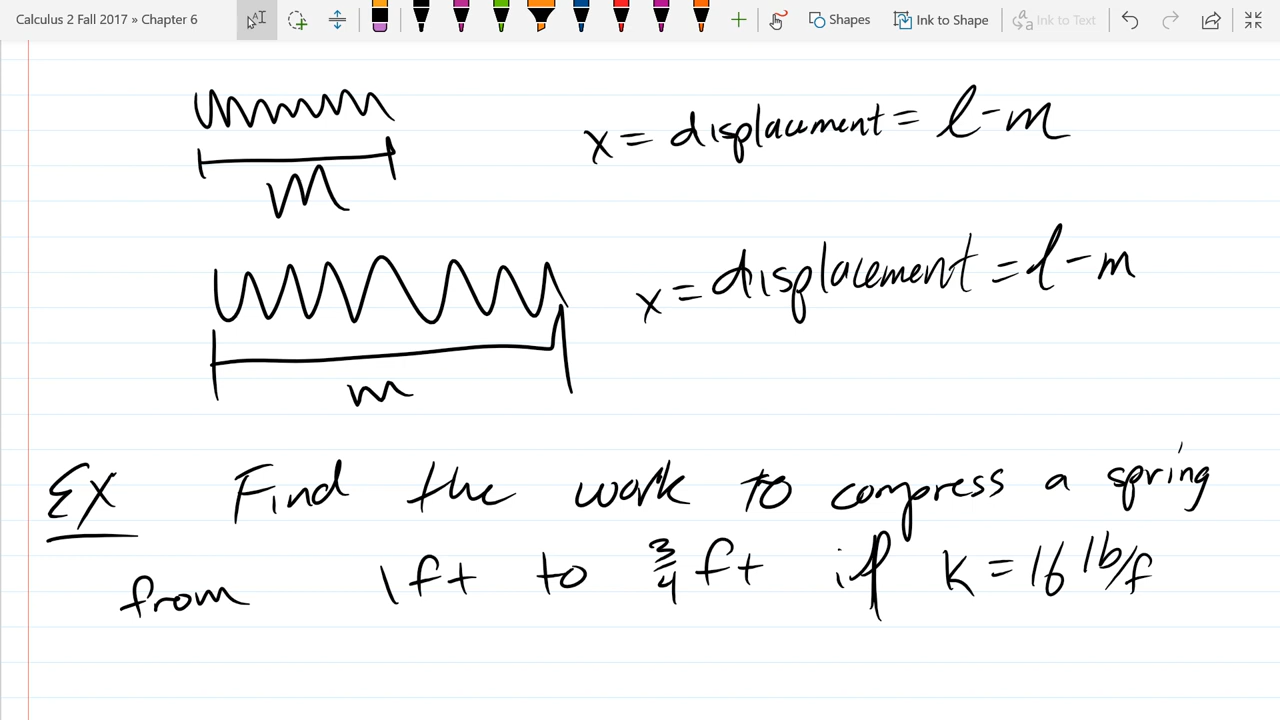 Calculus 2 Fall 2017 » Chapter 6
Shapes
Ink to Shape
Ink to Text
x = displacment = l - m
m
x = displacement = l - m
m
Ex Find the work to compress a spring
from 1 ft to 3/4 ft if k = 16 lb/f